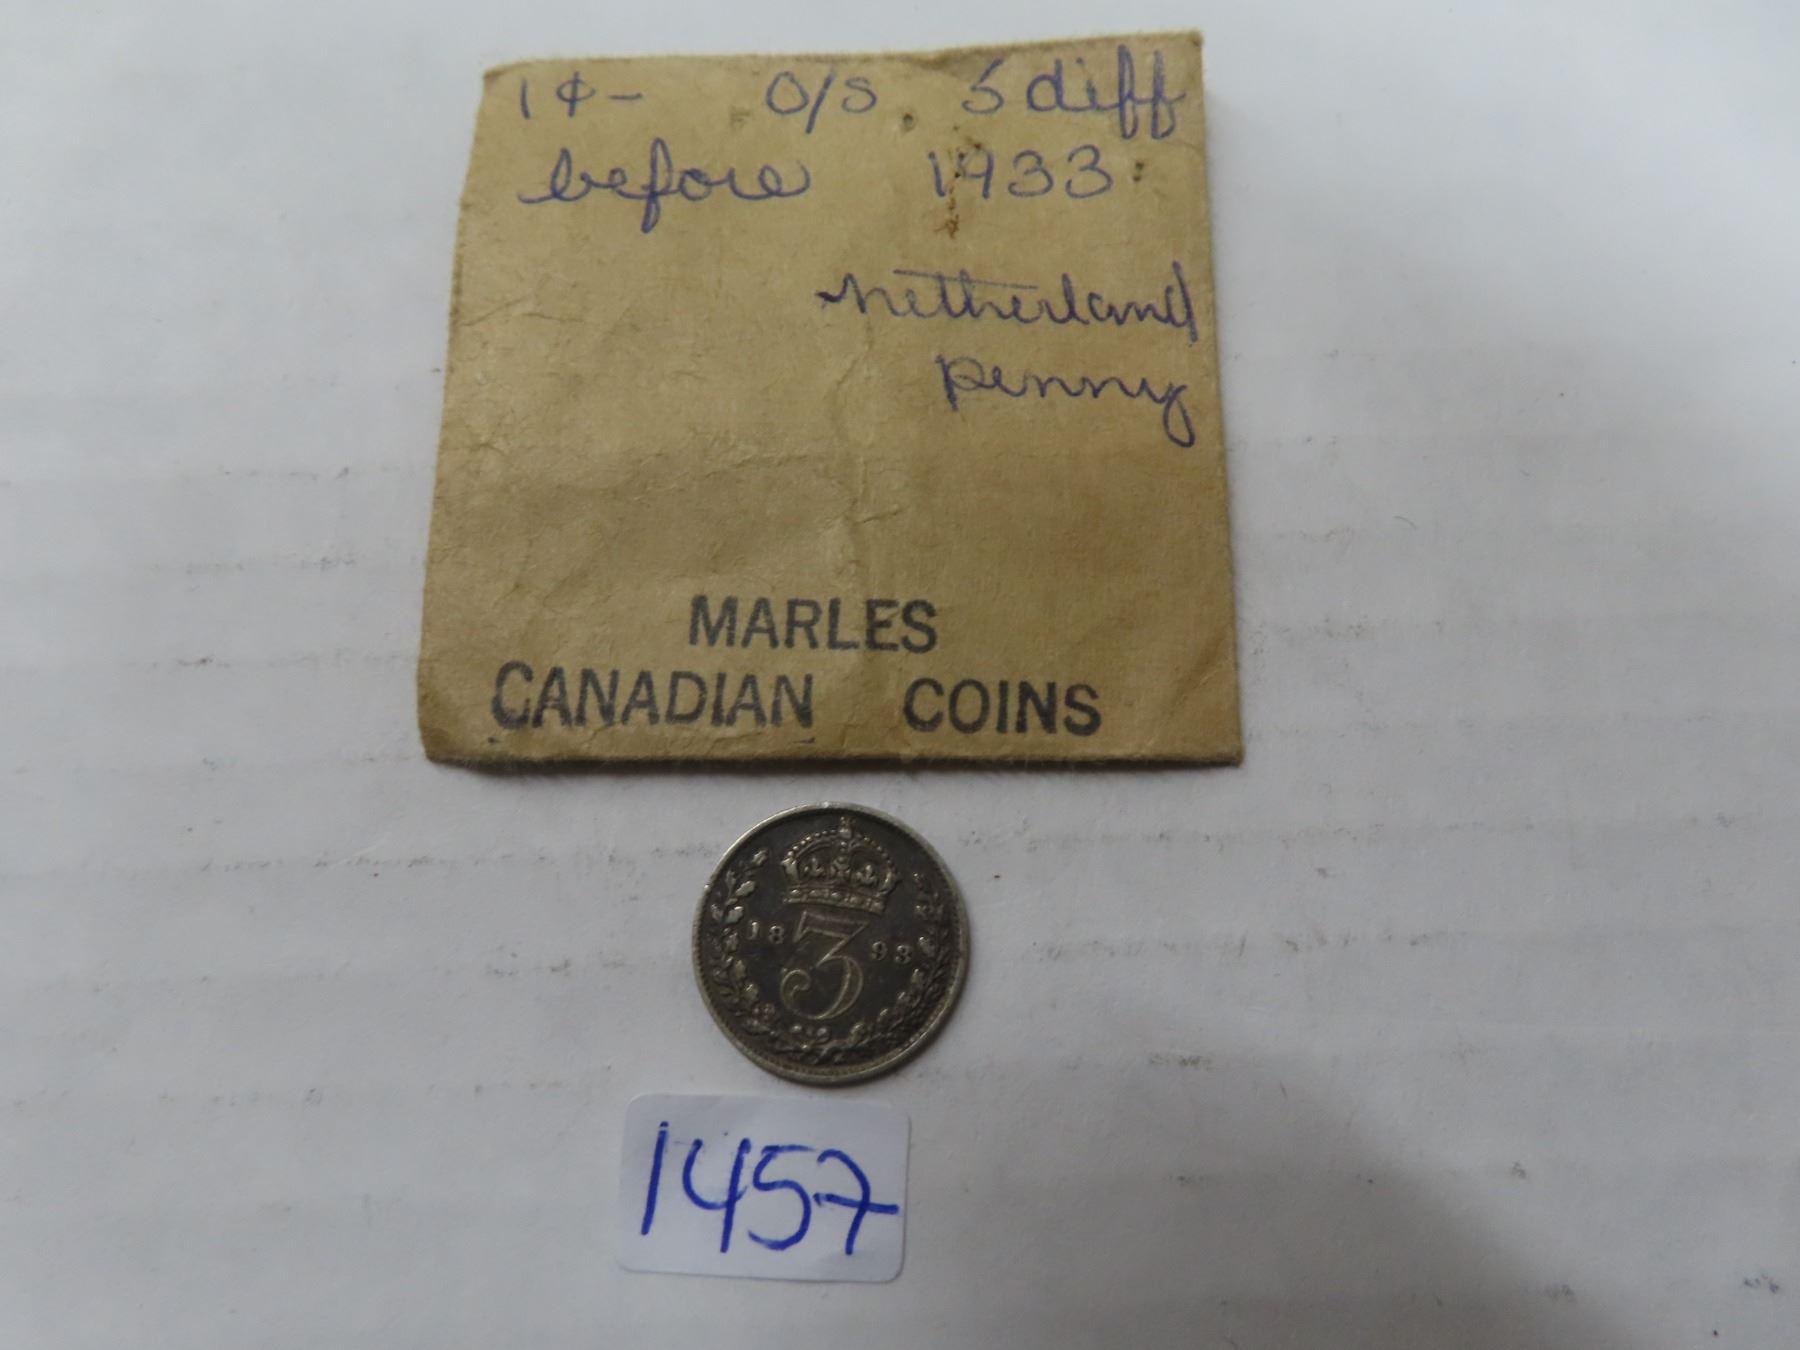 1¢- O/S 5 diff
before 1933
netherland
penny
MARLES
CANADIAN COINS
18 3 93
1457